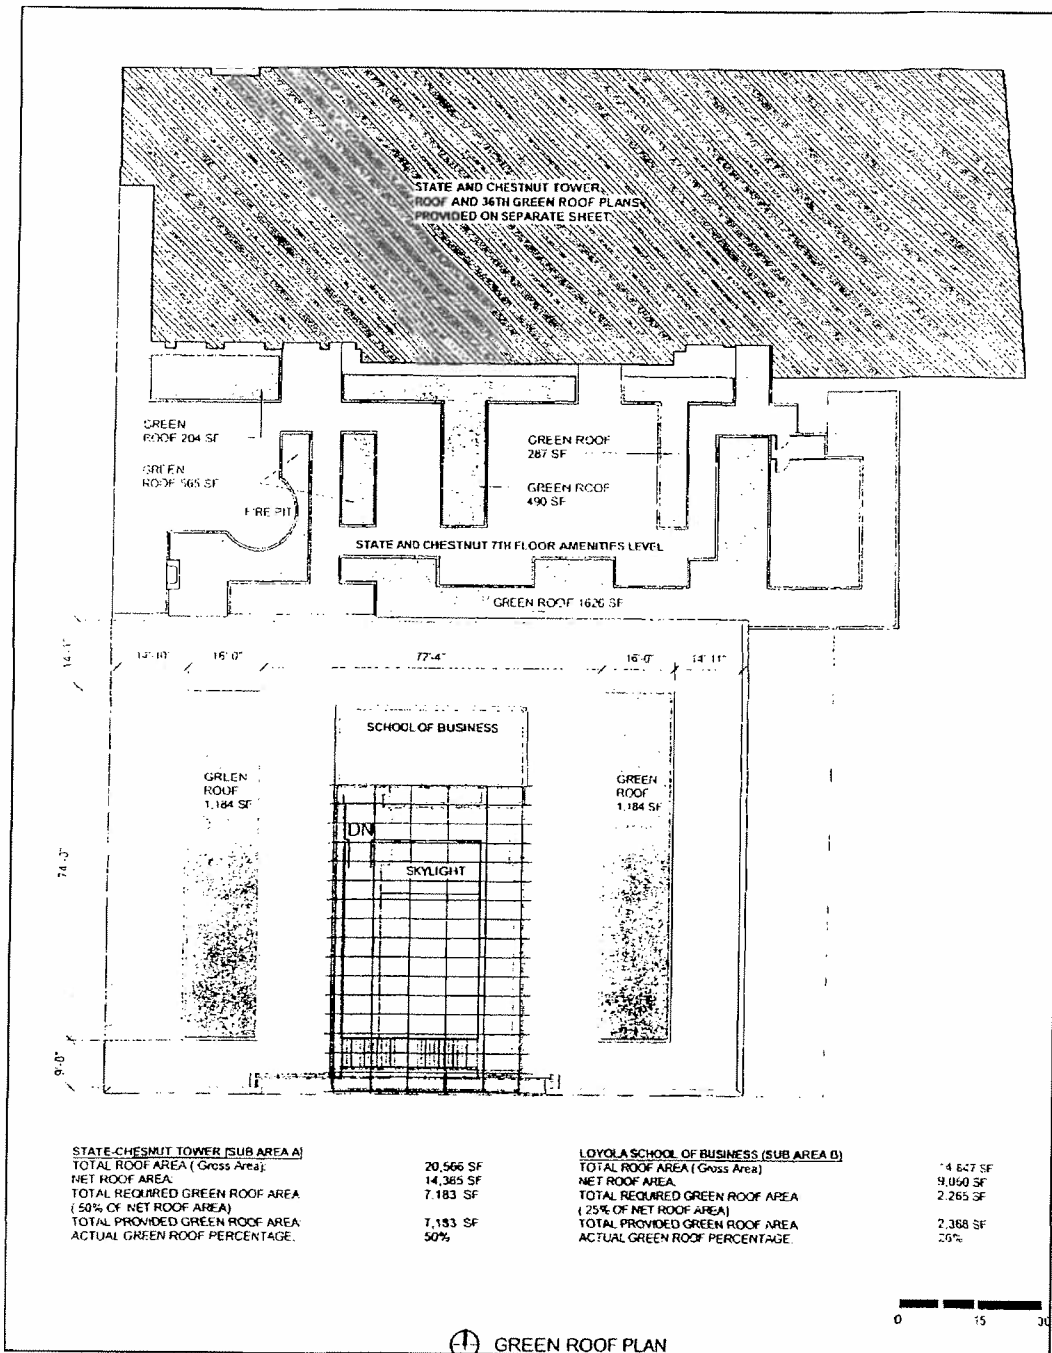 STATE AND CHESTNUT TOWER
ROOF AND 36TH GREEN ROOF PLANS
PROVIDED ON SEPARATE SHEET
GREEN
ROOF 204 SF
GREEN
ROOF 565 SF
FIRE PIT
GREEN ROOF
287 SF
GREEN ROOF
490 SF
STATE AND CHESTNUT 7TH FLOOR AMENITIES LEVEL
GREEN ROOF 1626 SF
14'-10"
16'-0"
77'-4"
16'-0"
14'-11"
SCHOOL OF BUSINESS
GREEN
ROOF
1,184 SF
GREEN
ROOF
1,184 SF
DN
SKYLIGHT
74'-0"
STATE-CHESNUT TOWER (SUB AREA A)
TOTAL ROOF AREA ( Gross Area): 20,566 SF
NET ROOF AREA: 14,365 SF
TOTAL REQUIRED GREEN ROOF AREA 7,183 SF
( 50% OF NET ROOF AREA)
TOTAL PROVIDED GREEN ROOF AREA 7,183 SF
ACTUAL GREEN ROOF PERCENTAGE: 50%
LOYOLA SCHOOL OF BUSINESS (SUB AREA B)
TOTAL ROOF AREA ( Gross Area)
NET ROOF AREA 9,060 SF
TOTAL REQUIRED GREEN ROOF AREA 2,265 SF
( 25% OF NET ROOF AREA)
TOTAL PROVIDED GREEN ROOF AREA 2,368 SF
ACTUAL GREEN ROOF PERCENTAGE: 26%
0 15 30
GREEN ROOF PLAN